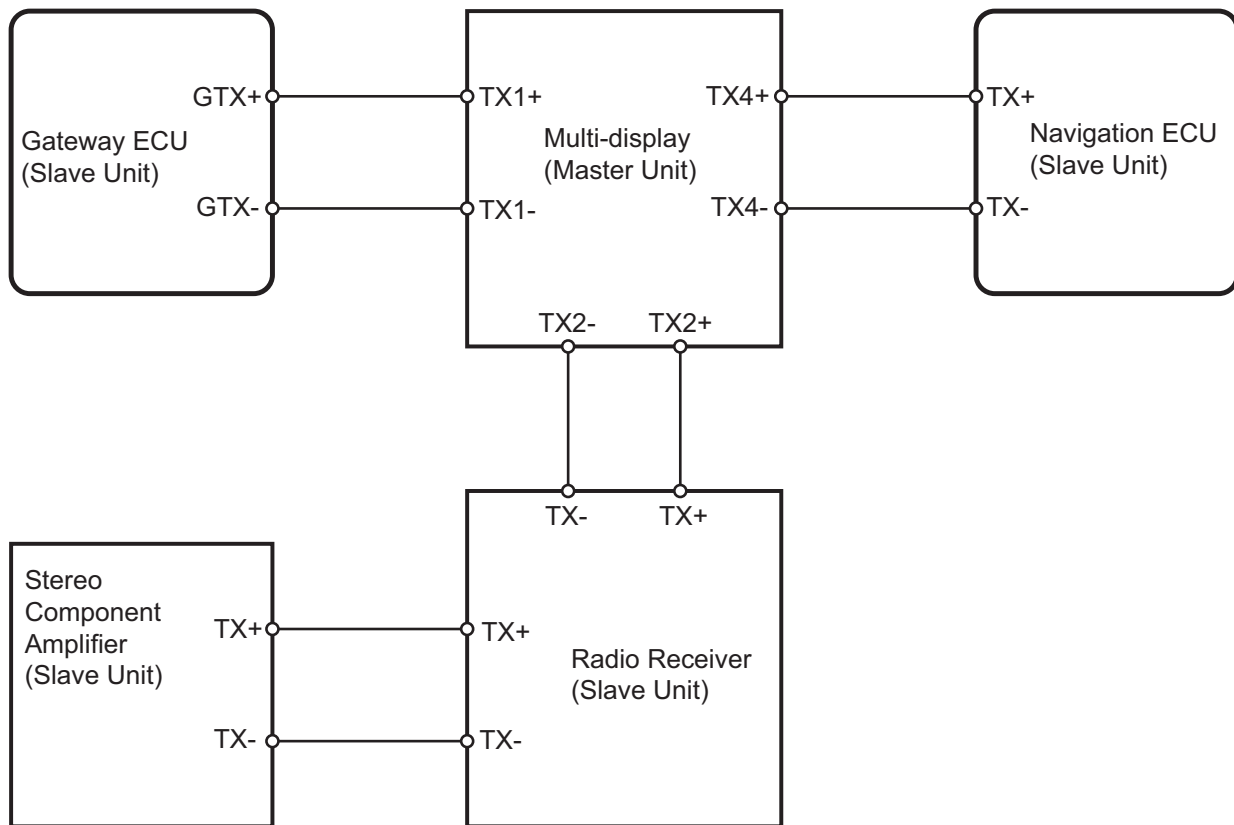 GTX+
Gateway ECU
(Slave Unit)
GTX-
TX1+
TX4+
Multi-display
(Master Unit)
TX1-
TX4-
TX2-
TX2+
TX+
Navigation ECU
(Slave Unit)
TX-
TX-
TX+
Stereo
Component
Amplifier
(Slave Unit)
TX+
TX-
TX+
Radio Receiver
(Slave Unit)
TX-